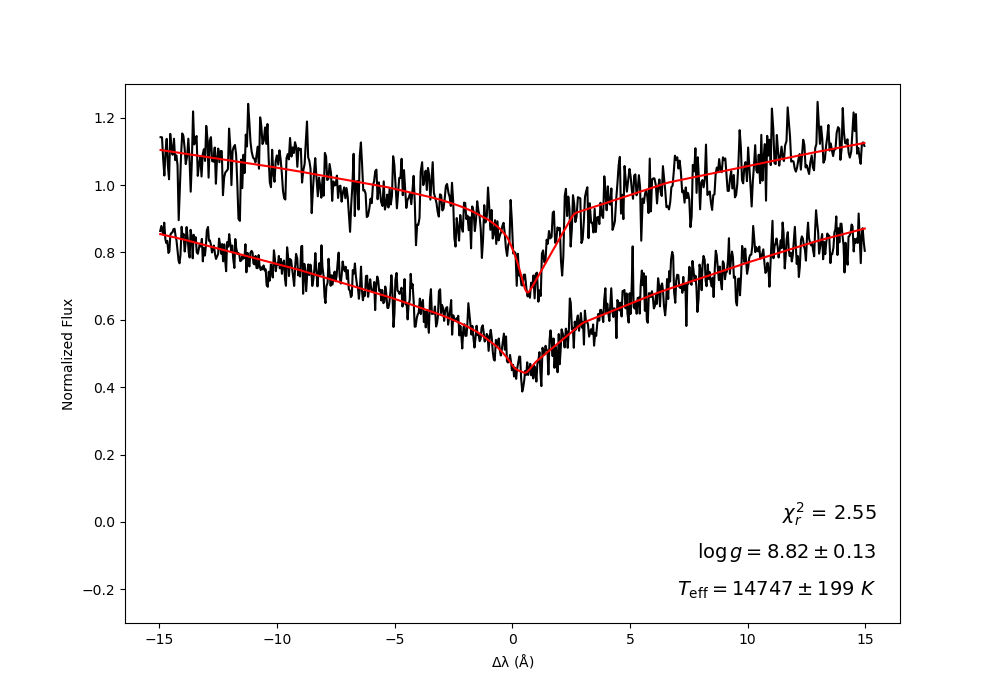 1.2
1.0
0.8
0.6
0.4
0.2
0.0
−0.2
Normalized Flux
χ²ᵣ = 2.55
log g = 8.82 ± 0.13
T_eff = 14747 ± 199 K
−15 −10 −5 0 5 10 15
Δλ (Å)